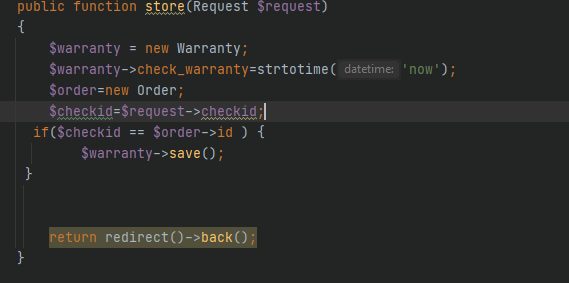 public function store(Request $request)
{
$warranty = new Warranty;
$warranty->check_warranty=strtotime( datetime: 'now');
$order=new Order;
$checkid=$request->checkid;
if($checkid == $order->id ) {
$warranty->save();
}
return redirect()->back();
}